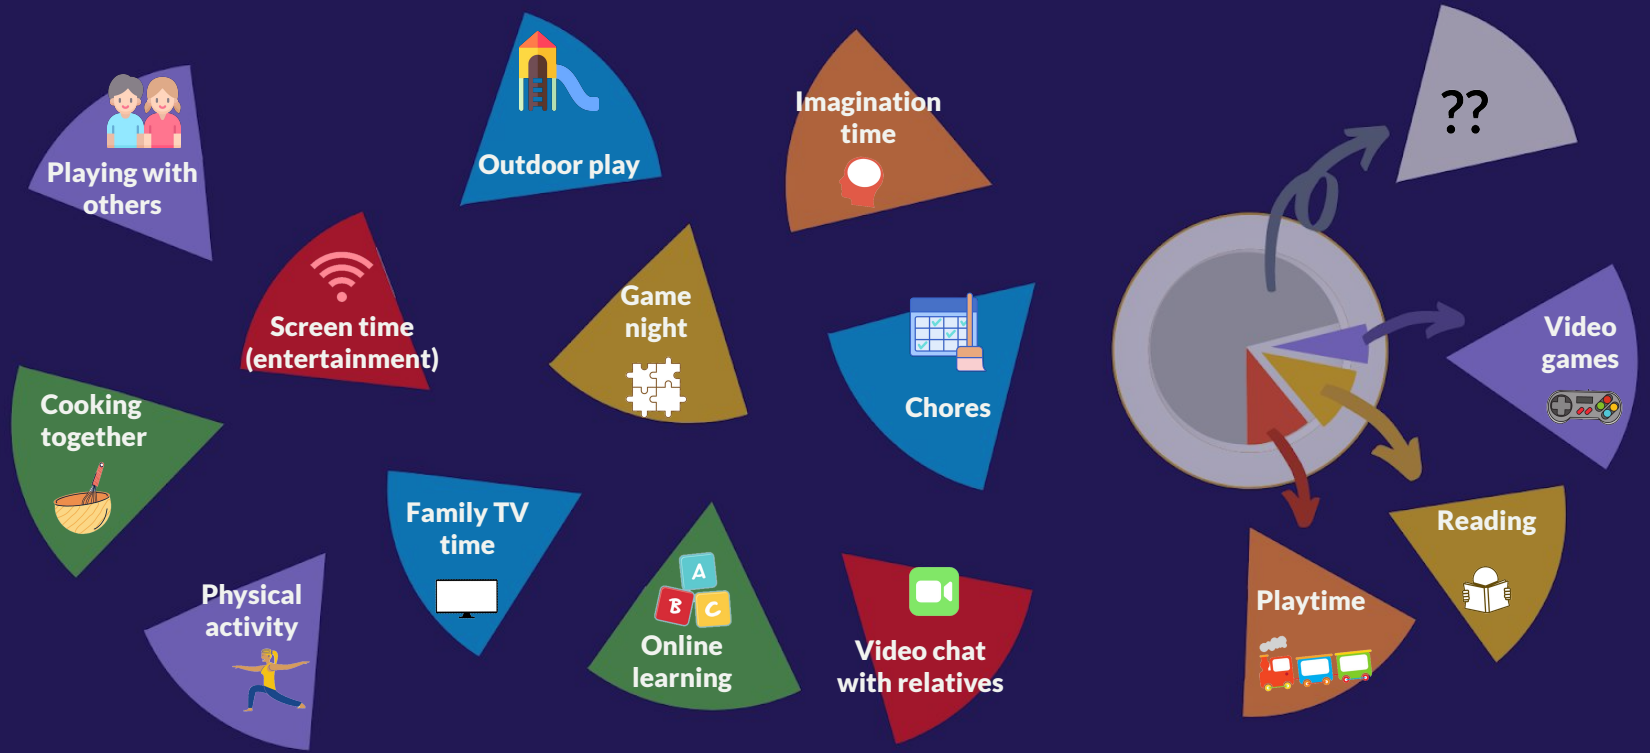 Playing with
others
Outdoor play
Imagination
time
??
Screen time
(entertainment)
Game
night
Chores
Video
games
Cooking
together
Family TV
time
Reading
Physical
activity
A
B C
Online
learning
Video chat
with relatives
Playtime